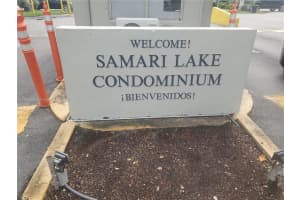 WELCOME!
SAMARI LAKE
CONDOMINIUM
¡BIENVENIDOS!